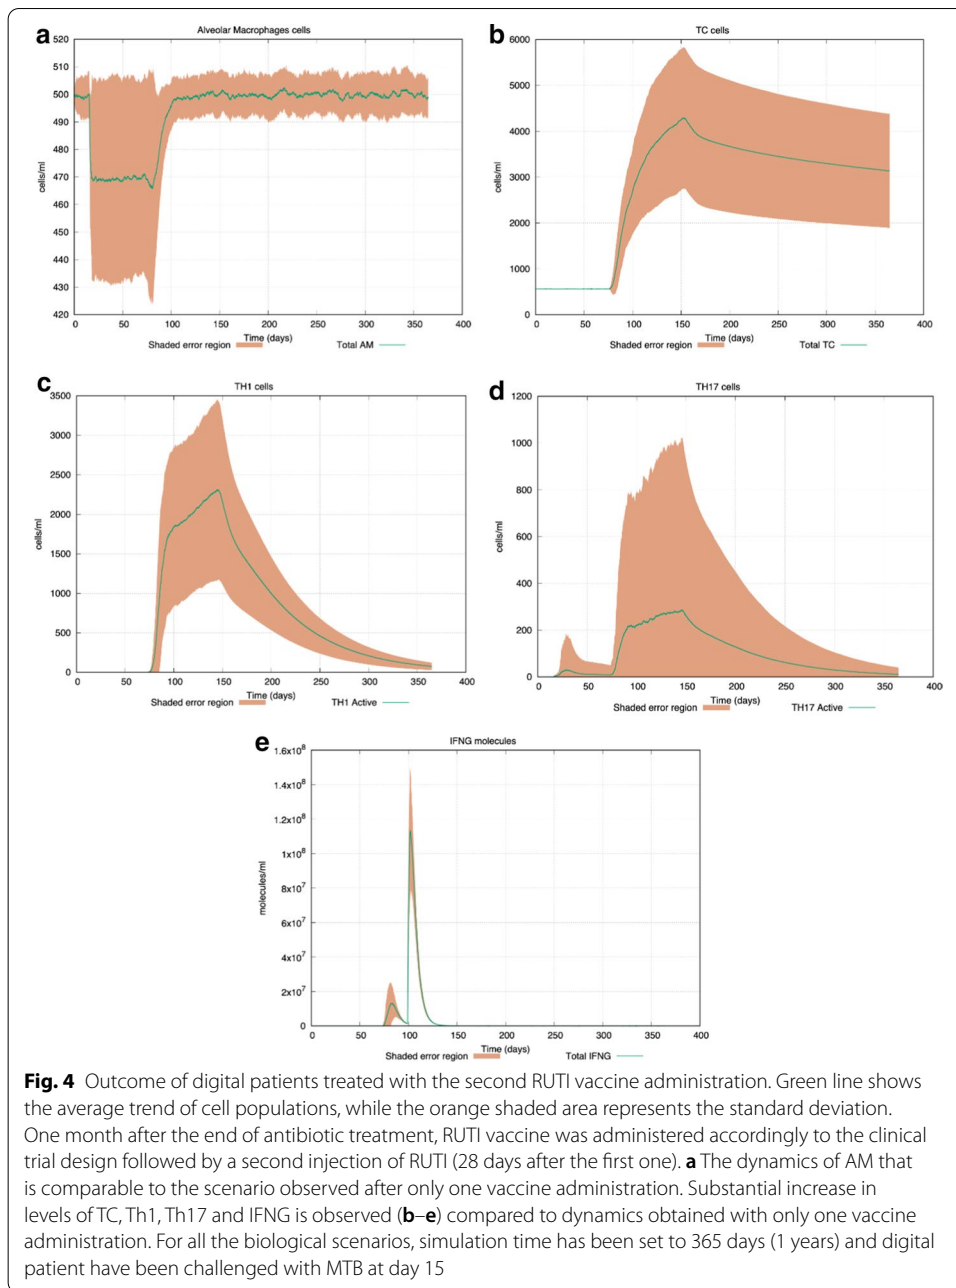 a
Alveolar Macrophages cells
520
510
500
490
480
470
460
450
440
430
420
cells/ml
0 50 100 150 200 250 300 350 400
Time (days)
Shaded error region Total AM
b
TC cells
6000
5000
4000
3000
2000
1000
0
cells/ml
0 50 100 150 200 250 300 350 400
Time (days)
Shaded error region Total TC
c
TH1 cells
3500
3000
2500
2000
1500
1000
500
0
cells/ml
0 50 100 150 200 250 300 350 400
Time (days)
Shaded error region TH1 Active
d
TH17 cells
1200
1000
800
600
400
200
0
cells/ml
0 50 100 150 200 250 300 350 400
Time (days)
Shaded error region TH17 Active
e
IFNG molecules
1.6x10⁸
1.4x10⁸
1.2x10⁸
1x10⁸
8x10⁷
6x10⁷
4x10⁷
2x10⁷
0
molecules/ml
0 50 100 150 200 250 300 350 400
Time (days)
Shaded error region Total IFNG
Fig. 4 Outcome of digital patients treated with the second RUTI vaccine administration. Green line shows
the average trend of cell populations, while the orange shaded area represents the standard deviation.
One month after the end of antibiotic treatment, RUTI vaccine was administered accordingly to the clinical
trial design followed by a second injection of RUTI (28 days after the first one). a The dynamics of AM that
is comparable to the scenario observed after only one vaccine administration. Substantial increase in
levels of TC, Th1, Th17 and IFNG is observed (b–e) compared to dynamics obtained with only one vaccine
administration. For all the biological scenarios, simulation time has been set to 365 days (1 years) and digital
patient have been challenged with MTB at day 15